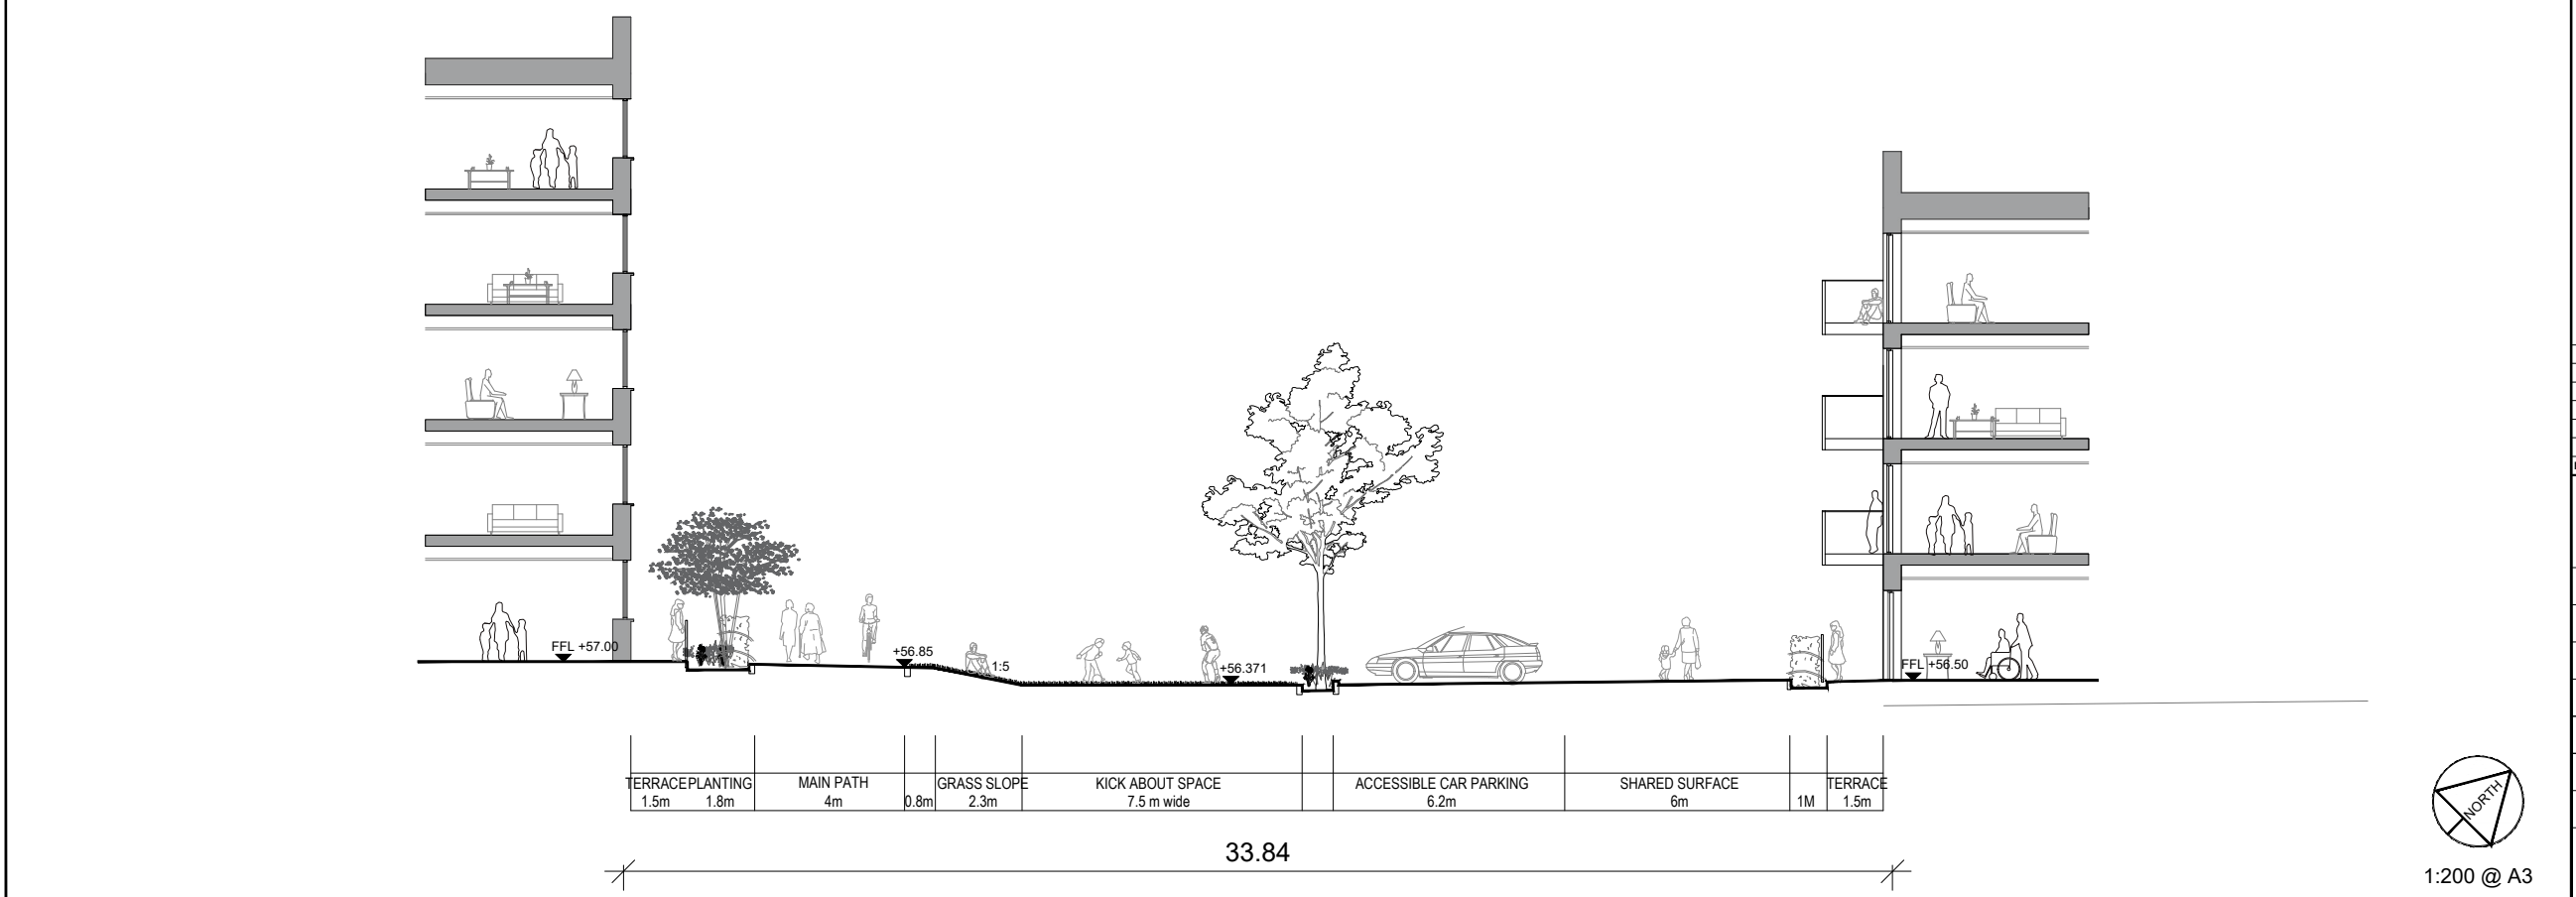 FFL +57.00
+56.85
1:5
+56.371
FFL +56.50
TERRACE PLANTING MAIN PATH GRASS SLOPE KICK ABOUT SPACE ACCESSIBLE CAR PARKING SHARED SURFACE TERRACE
1.5m 1.8m 4m 0.8m 2.3m 7.5 m wide 6.2m 6m 1M 1.5m
33.84
NORTH
1:200 @ A3